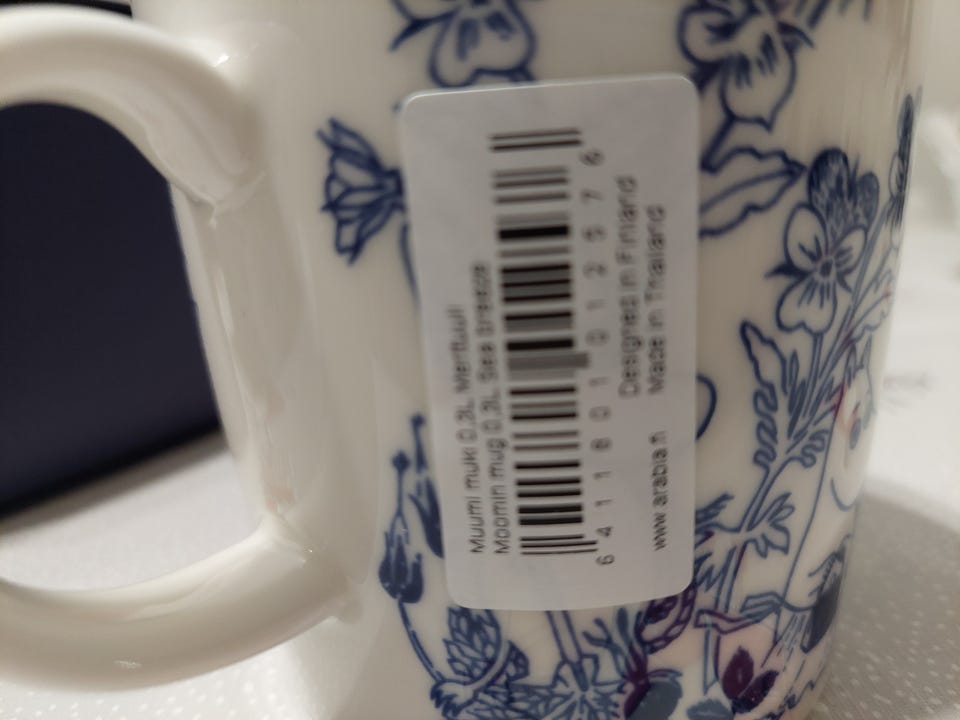 Muumi muki 0,3L Merituuli
Moomin mug 0,3L Sea breeze
6 411801 012576
Designed in Finland
Made in Thailand
www.arabia.fi